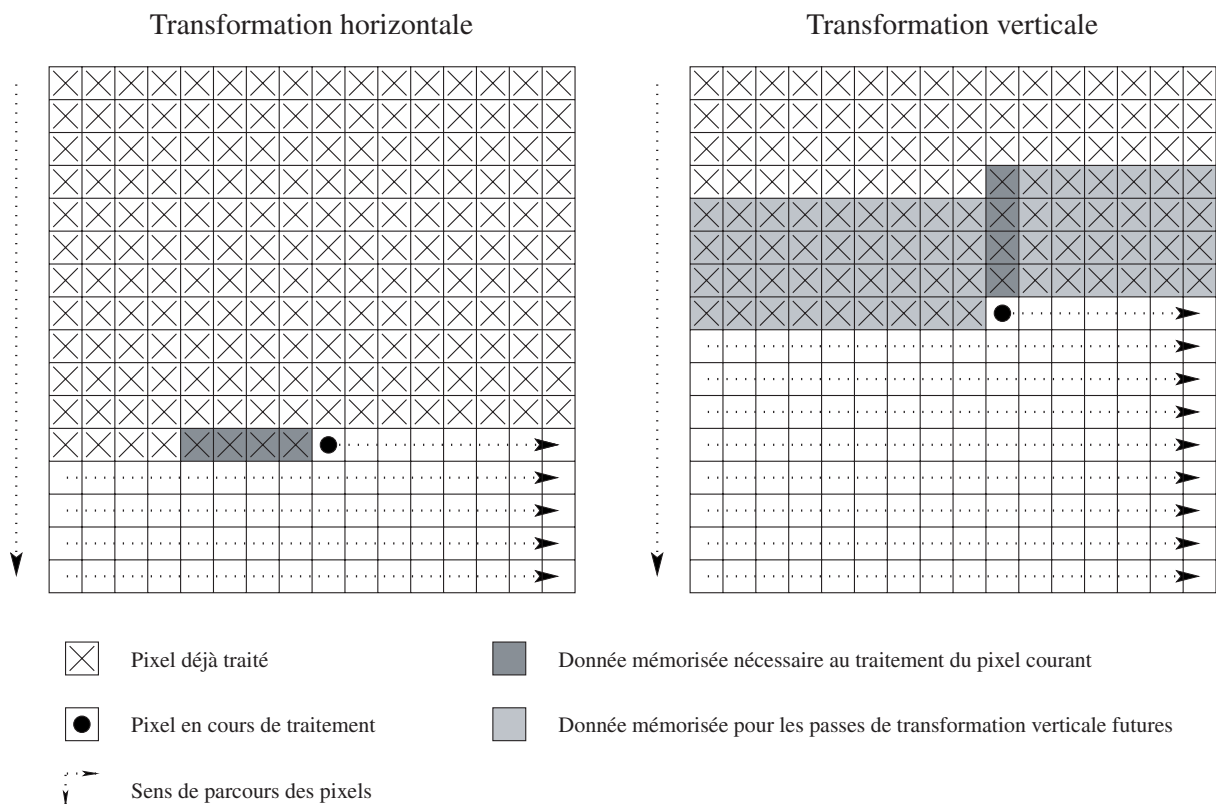 Transformation horizontale
Transformation verticale
Pixel déjà traité
Donnée mémorisée nécessaire au traitement du pixel courant
Pixel en cours de traitement
Donnée mémorisée pour les passes de transformation verticale futures
Sens de parcours des pixels